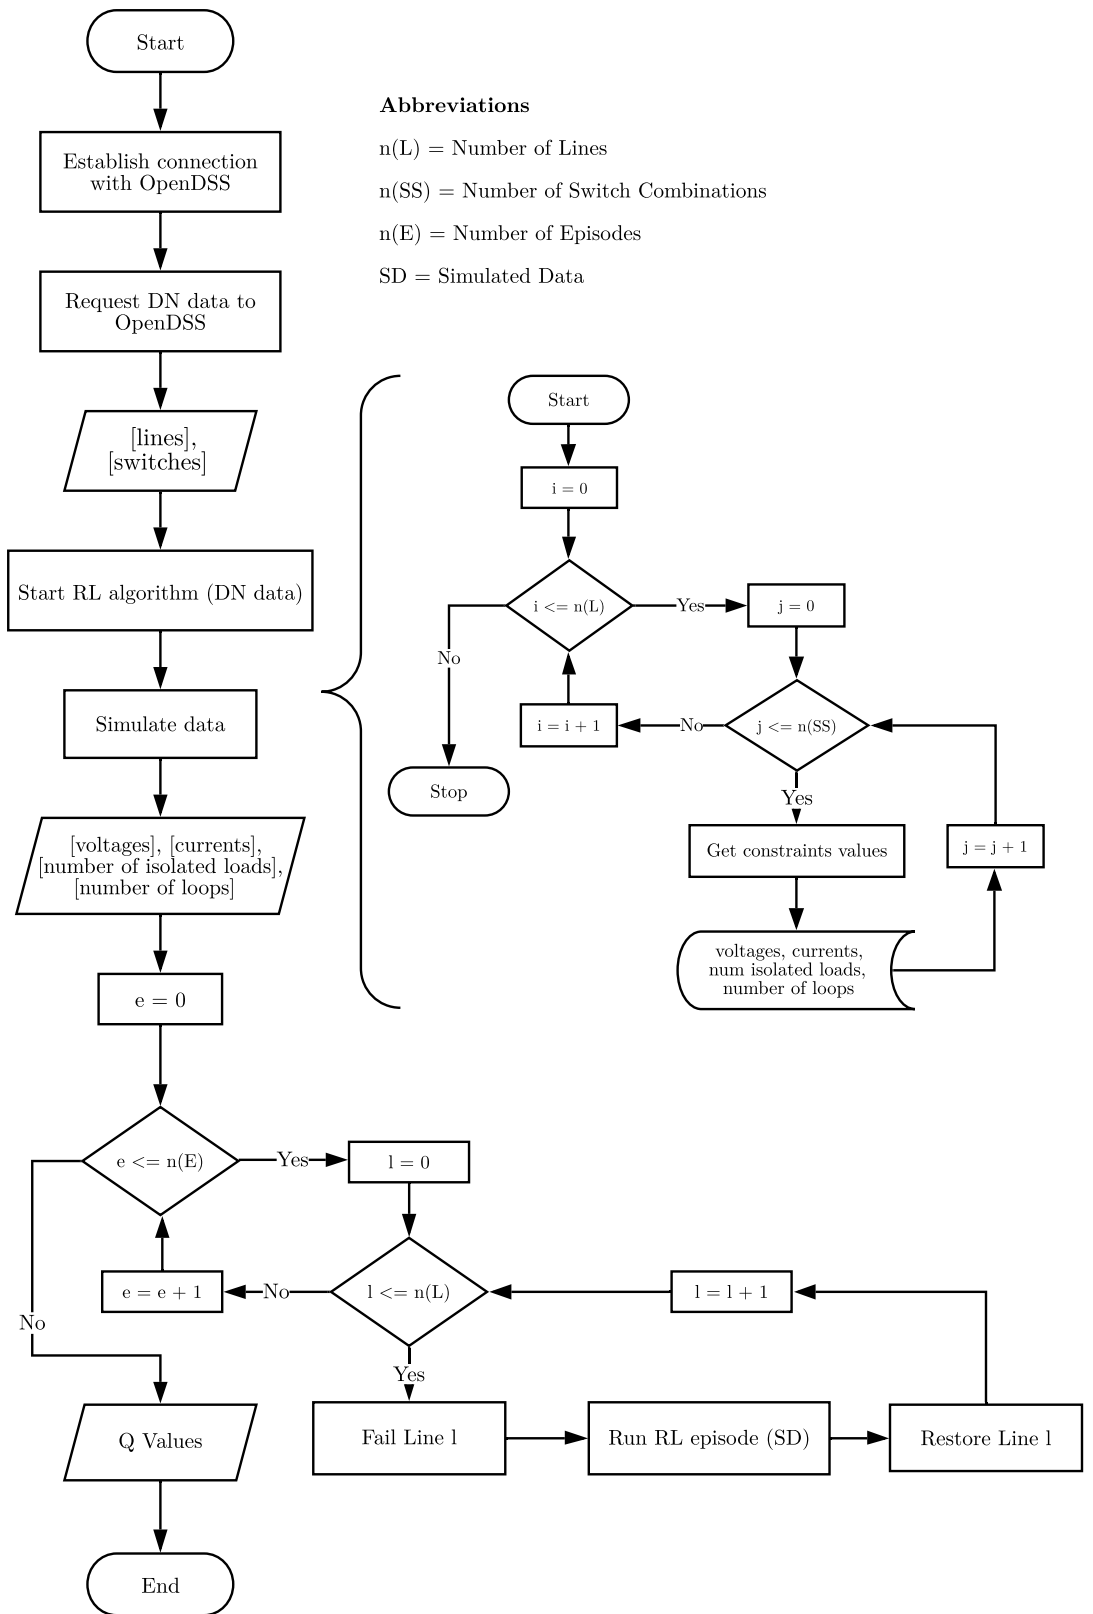 Start
Establish connection
with OpenDSS
Request DN data to
OpenDSS
[lines],
[switches]
Start RL algorithm (DN data)
Simulate data
[voltages], [currents],
[number of isolated loads],
[number of loops]
e = 0
e <= n(E)
Yes
l = 0
l <= n(L)
No
e = e + 1
Yes
Fail Line l
Run RL episode (SD)
Restore Line l
l = l + 1
No
Q Values
End
Abbreviations
n(L) = Number of Lines
n(SS) = Number of Switch Combinations
n(E) = Number of Episodes
SD = Simulated Data
Start
i = 0
i <= n(L)
Yes
j = 0
j <= n(SS)
No
i = i + 1
No
Stop
Yes
Get constraints values
voltages, currents,
num isolated loads,
number of loops
j = j + 1